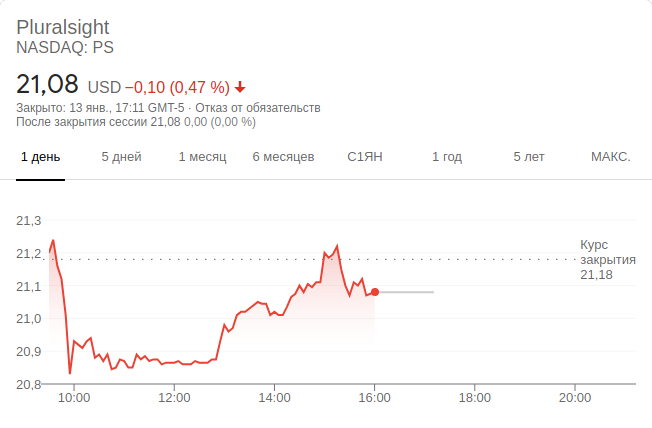 Pluralsight
NASDAQ: PS
21,08 USD −0,10 (0,47 %)
Закрыто: 13 янв., 17:11 GMT-5 · Отказ от обязательств
После закрытия сессии 21,08 0,00 (0,00 %)
1 день 5 дней 1 месяц 6 месяцев С1ЯН 1 год 5 лет МАКС.
21,3
21,2
21,1
21,0
20,9
20,8
Курс
закрытия
21,18
10:00 12:00 14:00 16:00 18:00 20:00